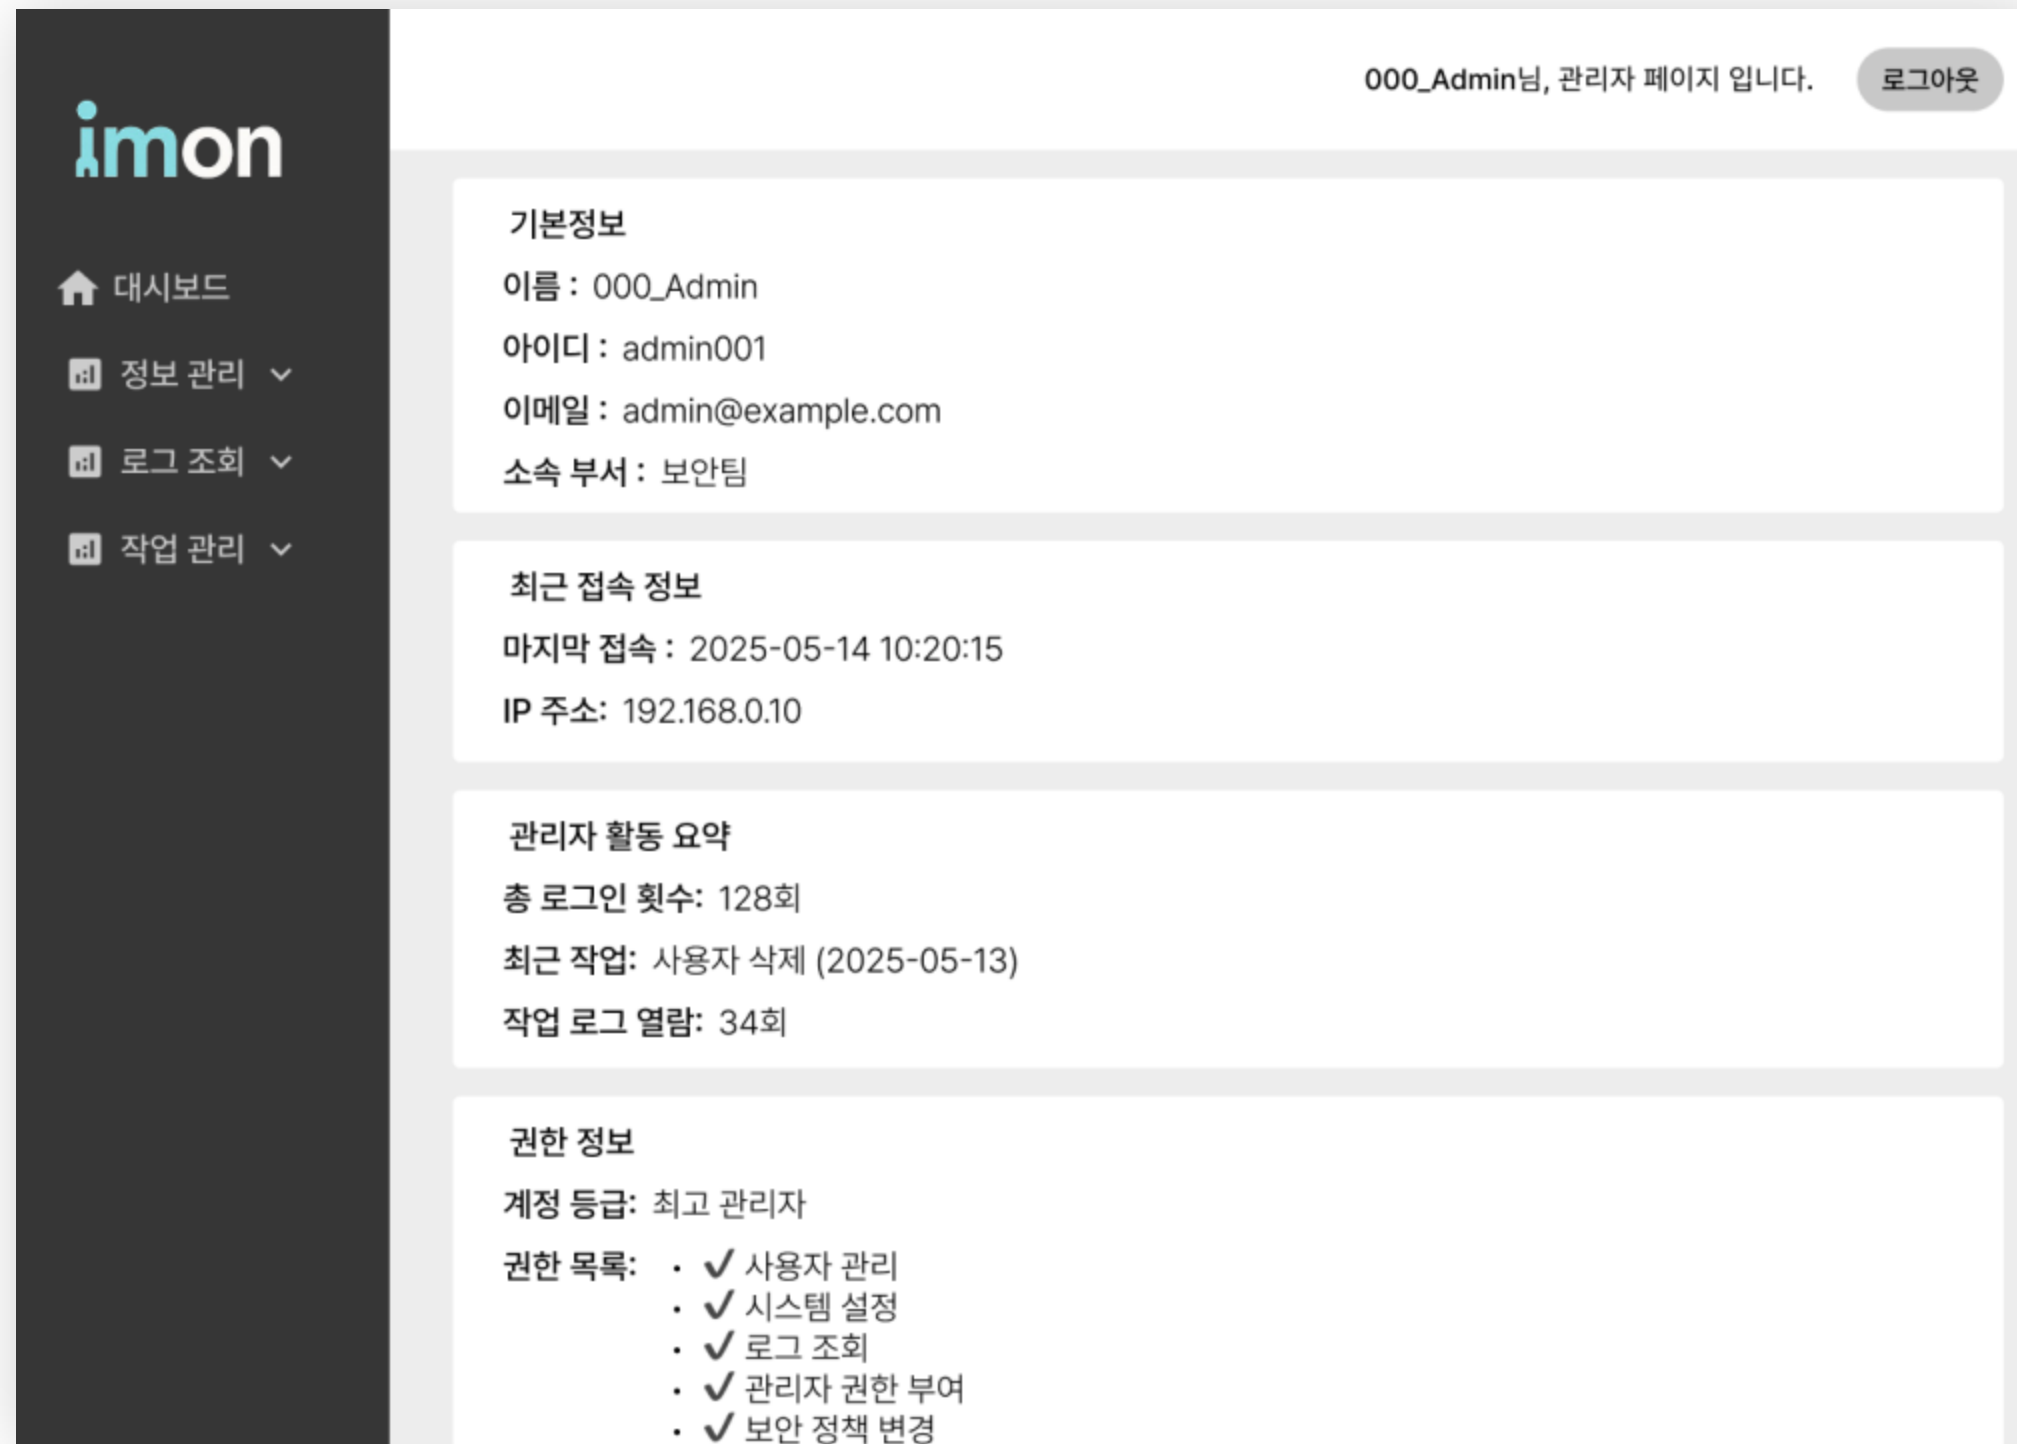 imon
000_Admin님, 관리자 페이지 입니다.
로그아웃
대시보드
정보 관리
로그 조회
작업 관리
기본정보
이름 : 000_Admin
아이디 : admin001
이메일 : admin@example.com
소속 부서 : 보안팀
최근 접속 정보
마지막 접속 : 2025-05-14 10:20:15
IP 주소: 192.168.0.10
관리자 활동 요약
총 로그인 횟수: 128회
최근 작업: 사용자 삭제 (2025-05-13)
작업 로그 열람: 34회
권한 정보
계정 등급: 최고 관리자
권한 목록: • ✔ 사용자 관리
• ✔ 시스템 설정
• ✔ 로그 조회
• ✔ 관리자 권한 부여
• ✔ 보안 정책 변경